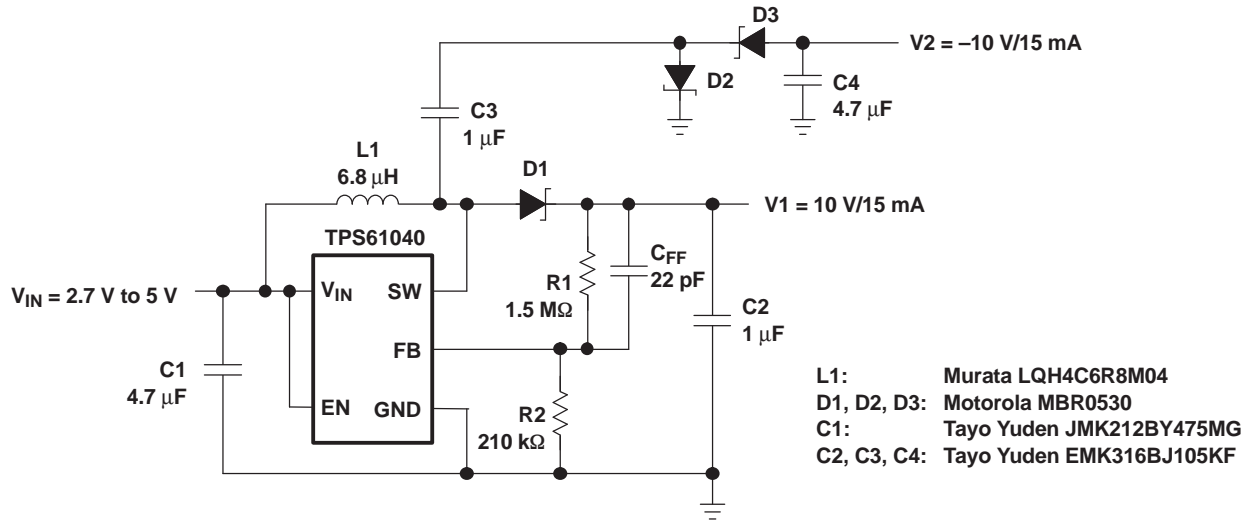 D3
V2 = –10 V/15 mA
D2
C4
4.7 μF
C3
1 μF
L1
6.8 μH
D1
V1 = 10 V/15 mA
TPS61040
VIN = 2.7 V to 5 V
VIN
SW
R1
1.5 MΩ
CFF
22 pF
C2
1 μF
C1
4.7 μF
FB
EN
GND
R2
210 kΩ
L1: Murata LQH4C6R8M04
D1, D2, D3: Motorola MBR0530
C1: Tayo Yuden JMK212BY475MG
C2, C3, C4: Tayo Yuden EMK316BJ105KF